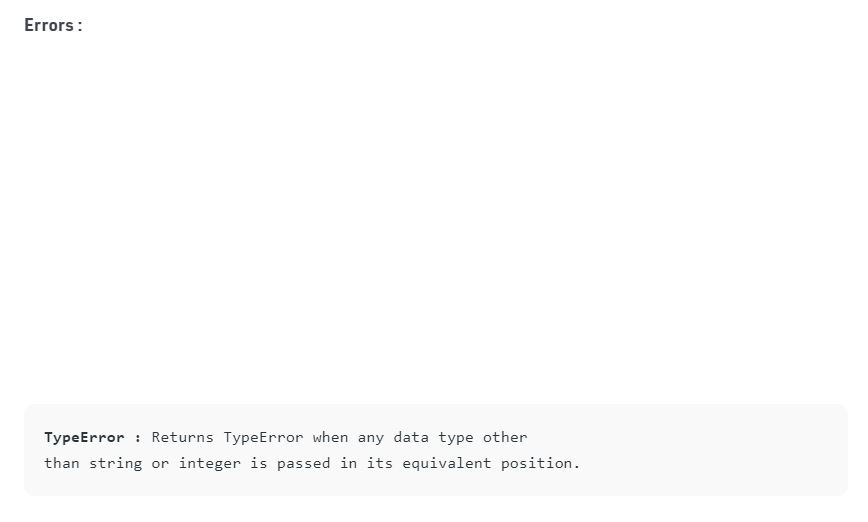 Errors :
TypeError : Returns TypeError when any data type other
than string or integer is passed in its equivalent position.